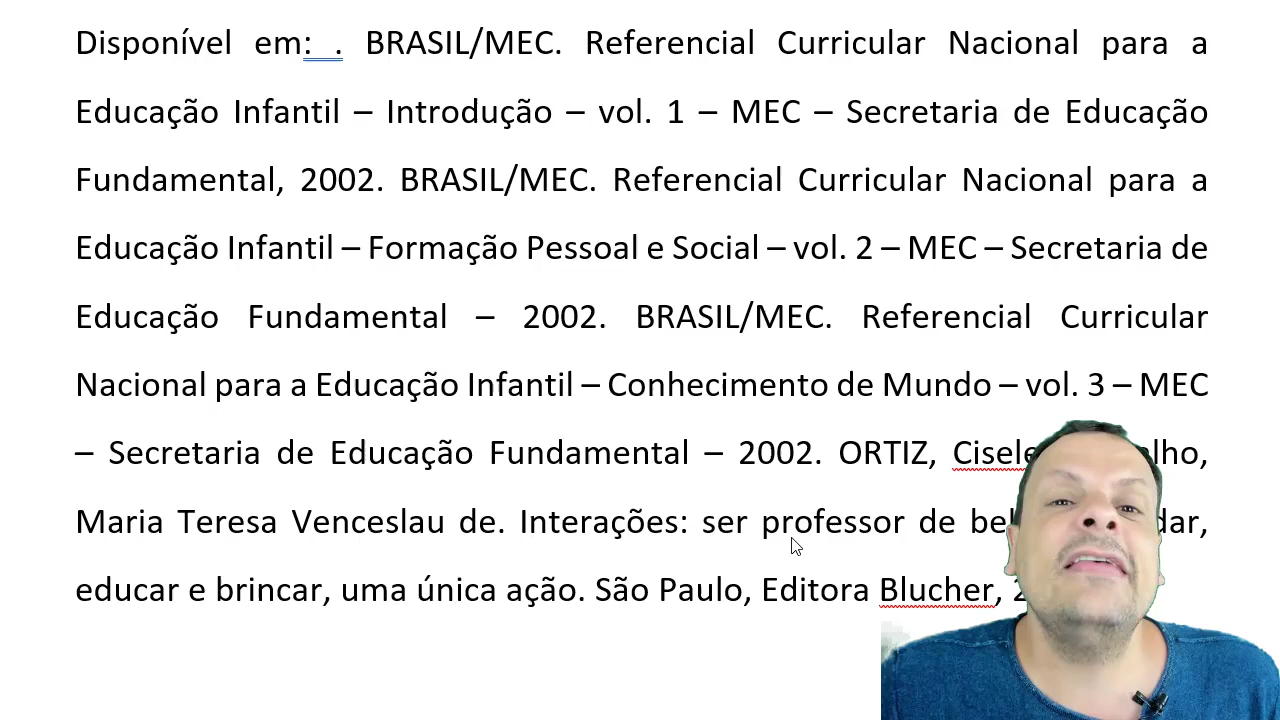 Disponível em: . BRASIL/MEC. Referencial Curricular Nacional para a
Educação Infantil – Introdução – vol. 1 – MEC – Secretaria de Educação
Fundamental, 2002. BRASIL/MEC. Referencial Curricular Nacional para a
Educação Infantil – Formação Pessoal e Social – vol. 2 – MEC – Secretaria de
Educação Fundamental – 2002. BRASIL/MEC. Referencial Curricular
Nacional para a Educação Infantil – Conhecimento de Mundo – vol. 3 – MEC
– Secretaria de Educação Fundamental – 2002. ORTIZ,
Maria Teresa Venceslau de. Interações: ser professor de
educar e brincar, uma única ação. São Paulo, Editora Blucher,